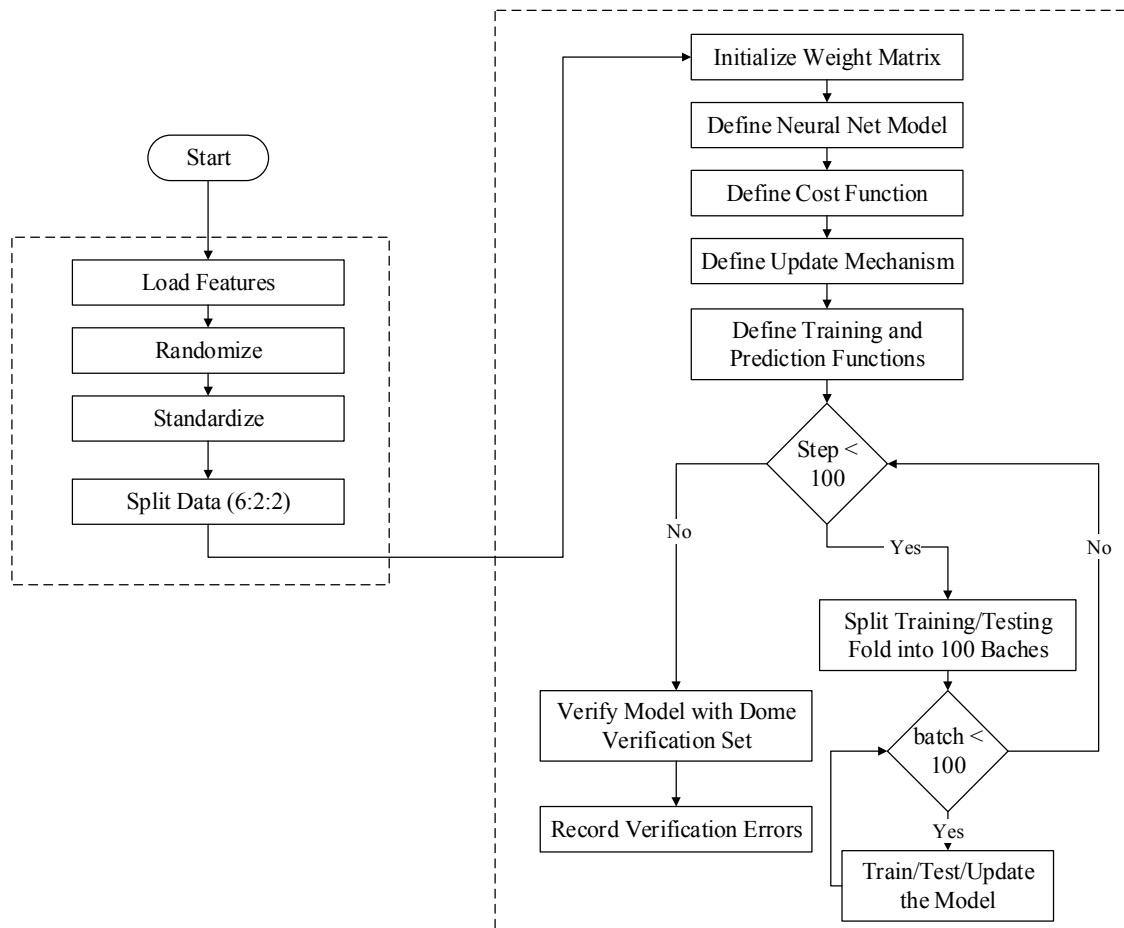 Start
Load Features
Randomize
Standardize
Split Data (6:2:2)
Initialize Weight Matrix
Define Neural Net Model
Define Cost Function
Define Update Mechanism
Define Training and
Prediction Functions
Step <
100
No
Yes
No
Split Training/Testing
Fold into 100 Baches
Verify Model with Dome
Verification Set
batch <
100
Record Verification Errors
Yes
Train/Test/Update
the Model